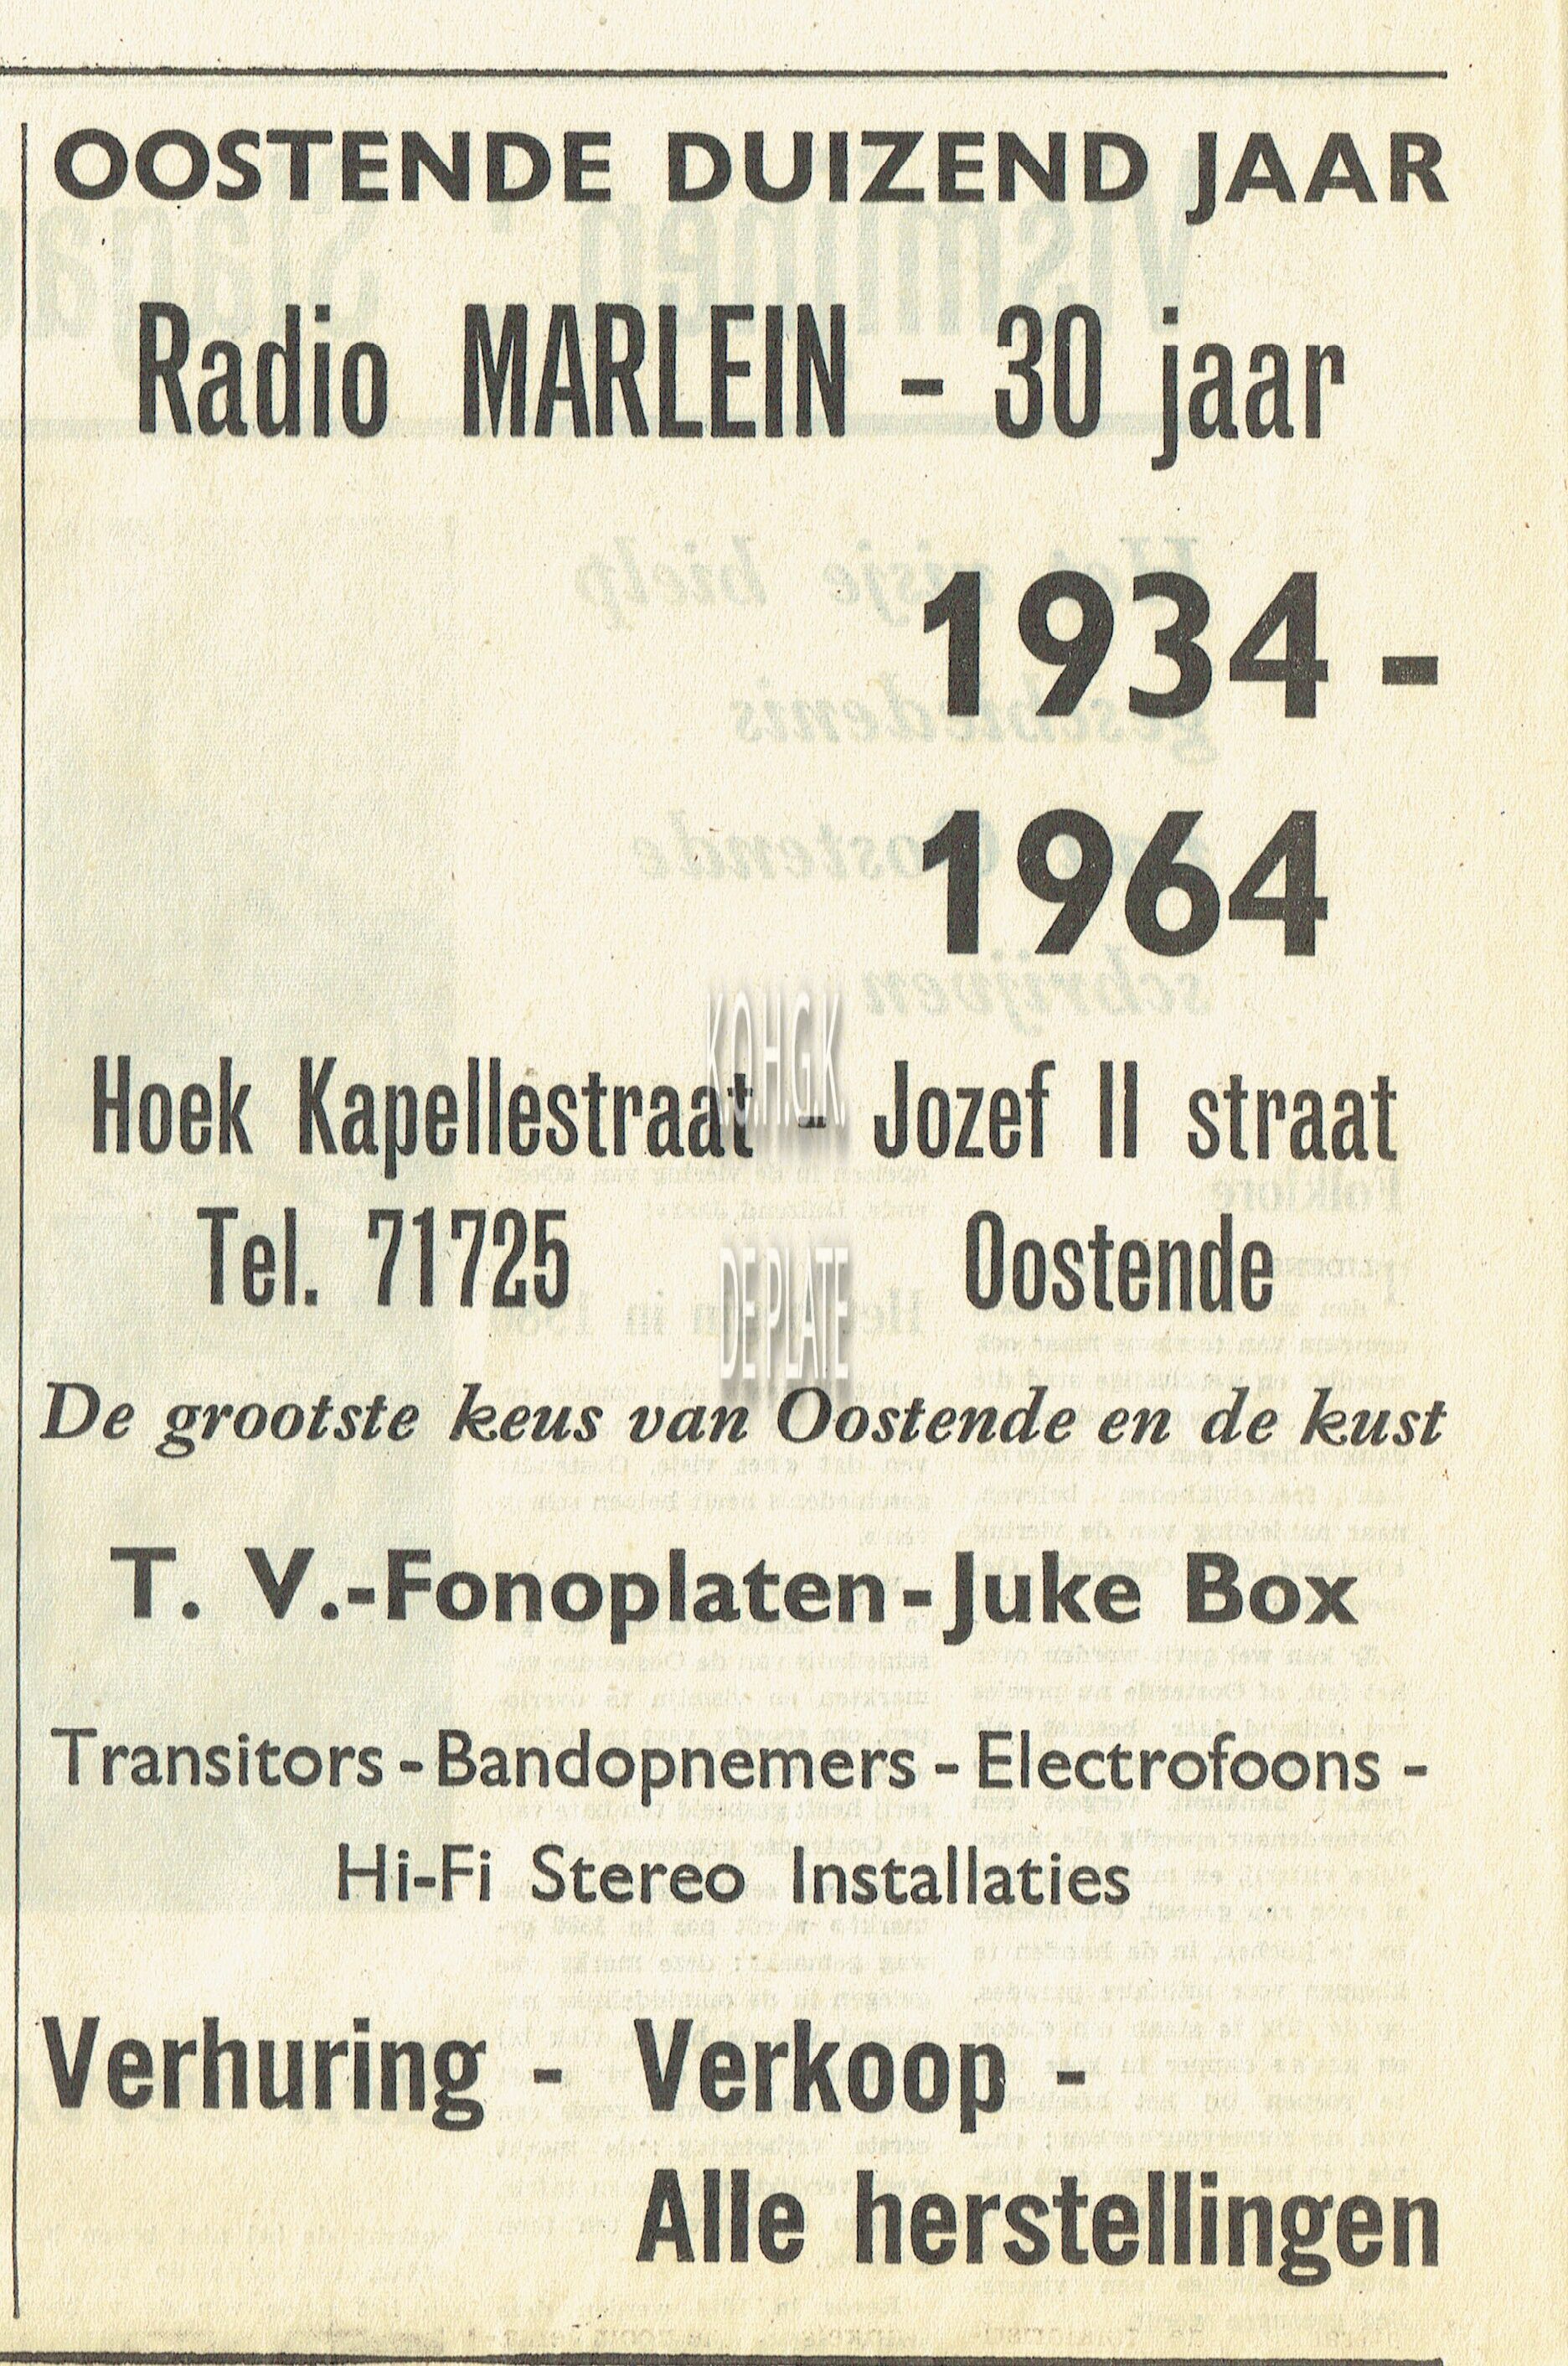 OOSTENDE DUIZEND JAAR
Radio MARLEIN - 30 jaar
1934 -
1964
K.O.H.G.K.
Hoek Kapellestraat - Jozef II straat
Tel. 71725 Oostende
DE PLATE
De grootste keus van Oostende en de kust
T. V.-Fonoplaten-Juke Box
Transitors - Bandopnemers - Electrofoons -
Hi-Fi Stereo Installaties
Verhuring - Verkoop -
Alle herstellingen